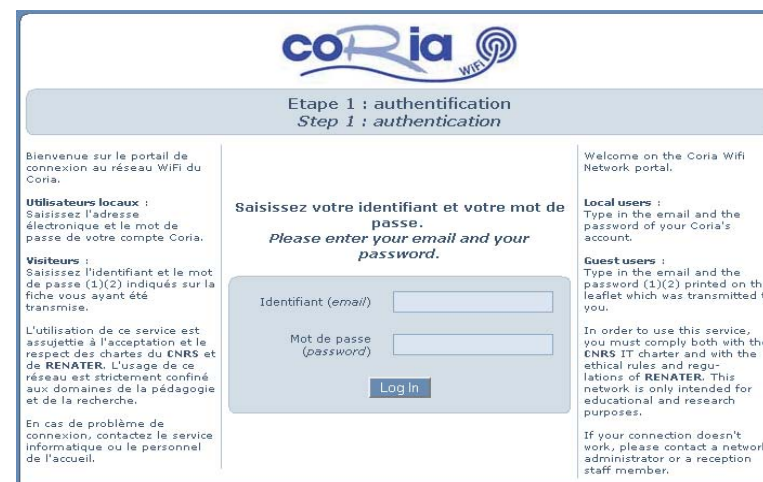 coRia WiFi
Etape 1 : authentification
Step 1 : authentication
Bienvenue sur le portail de
connexion au réseau WiFi du
Coria.
Utilisateurs locaux :
Saisissez l'adresse
électronique et le mot de
passe de votre compte Coria.
Visiteurs :
Saisissez l'identifiant et le mot
de passe (1)(2) indiqués sur la
fiche vous ayant été
transmise.
L'utilisation de ce service est
assujettie à l'acceptation et le
respect des chartes du CNRS et
de RENATER. L'usage de ce
réseau est strictement confiné
aux domaines de la pédagogie
et de la recherche.
En cas de problème de
connexion, contactez le service
informatique ou le personnel
de l'accueil.
Saisissez votre identifiant et votre mot de
passe.
Please enter your email and your
password.
Identifiant (email)
Mot de passe
(password)
Log In
Welcome on the Coria Wifi
Network portal.
Local users :
Type in the email and the
password of your Coria's
account.
Guest users :
Type in the email and the
password (1)(2) printed on th
leaflet which was transmitted t
you.
In order to use this service,
you must comply both with the
CNRS IT charter and with the
ethical rules and regu-
lations of RENATER. This
network is only intended for
educational and research
purposes.
If your connection doesn't
work, please contact a network
administrator or a reception
staff member.